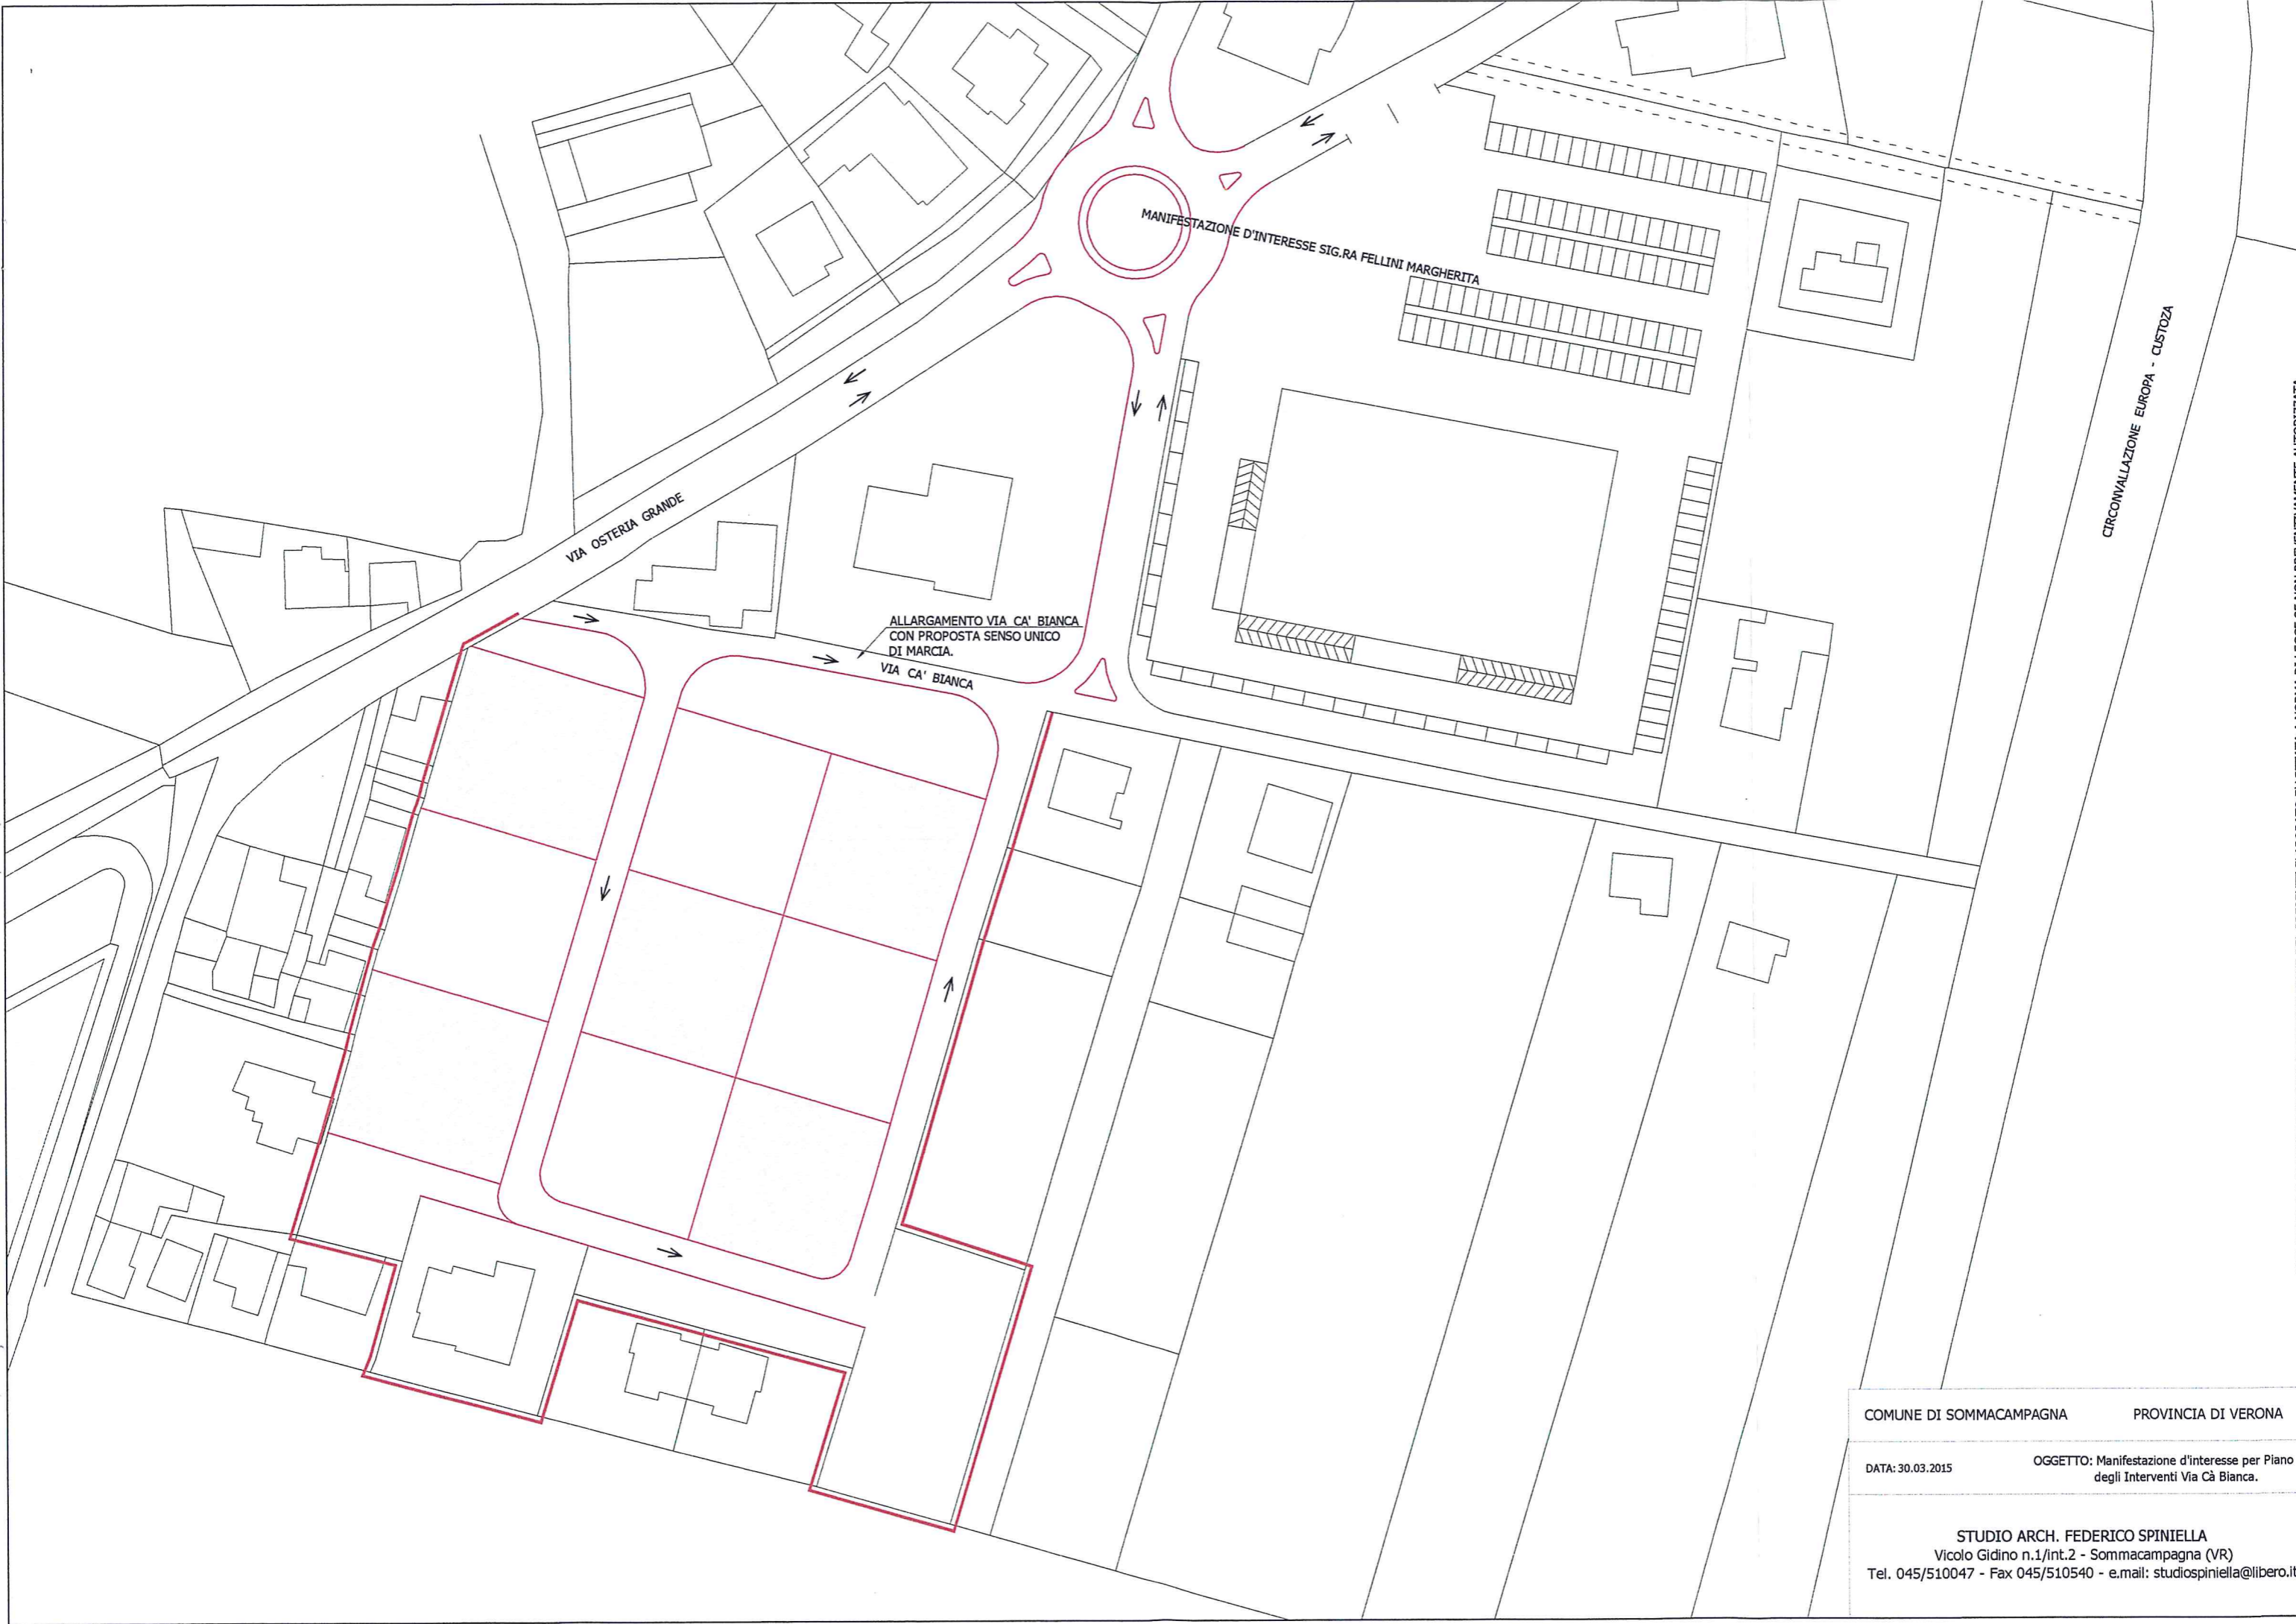 MANIFESTAZIONE D'INTERESSE SIG.RA FELLINI MARGHERITA
CIRCONVALLAZIONE EUROPA - CUSTOZA
VIA OSTERIA GRANDE
ALLARGAMENTO VIA CA' BIANCA
CON PROPOSTA SENSO UNICO
DI MARCIA.
VIA CA' BIANCA
COMUNE DI SOMMACAMPAGNA PROVINCIA DI VERONA
DATA: 30.03.2015
OGGETTO: Manifestazione d'interesse per Piano
degli Interventi Via Cà Bianca.
STUDIO ARCH. FEDERICO SPINIELLA
Vicolo Gidino n.1/int.2 - Sommacampagna (VR)
Tel. 045/510047 - Fax 045/510540 - e.mail: studiospiniella@libero.it